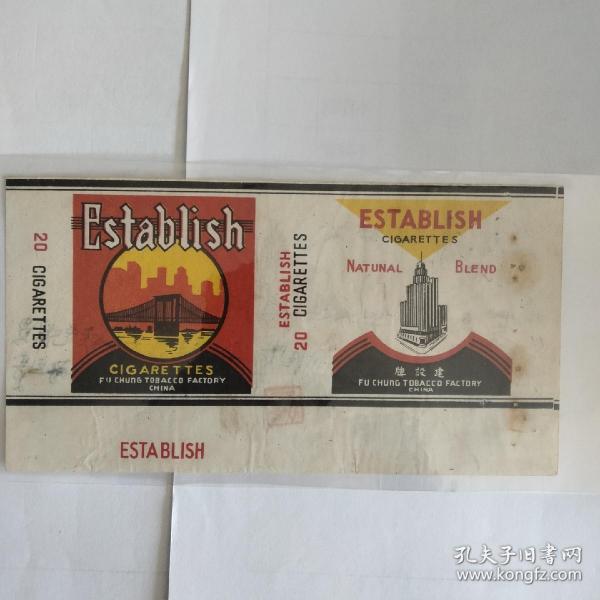 20 CIGARETTES
Establish
CIGARETTES
FU CHUNG TOBACCO FACTORY
CHINA
ESTABLISH
20 CIGARETTES
ESTABLISH
CIGARETTES
NATUNAL BLEND
牌設建
FU CHUNG TOBACCO FACTORY
CHINA
ESTABLISH
孔夫子旧书网
www.kongfz.com